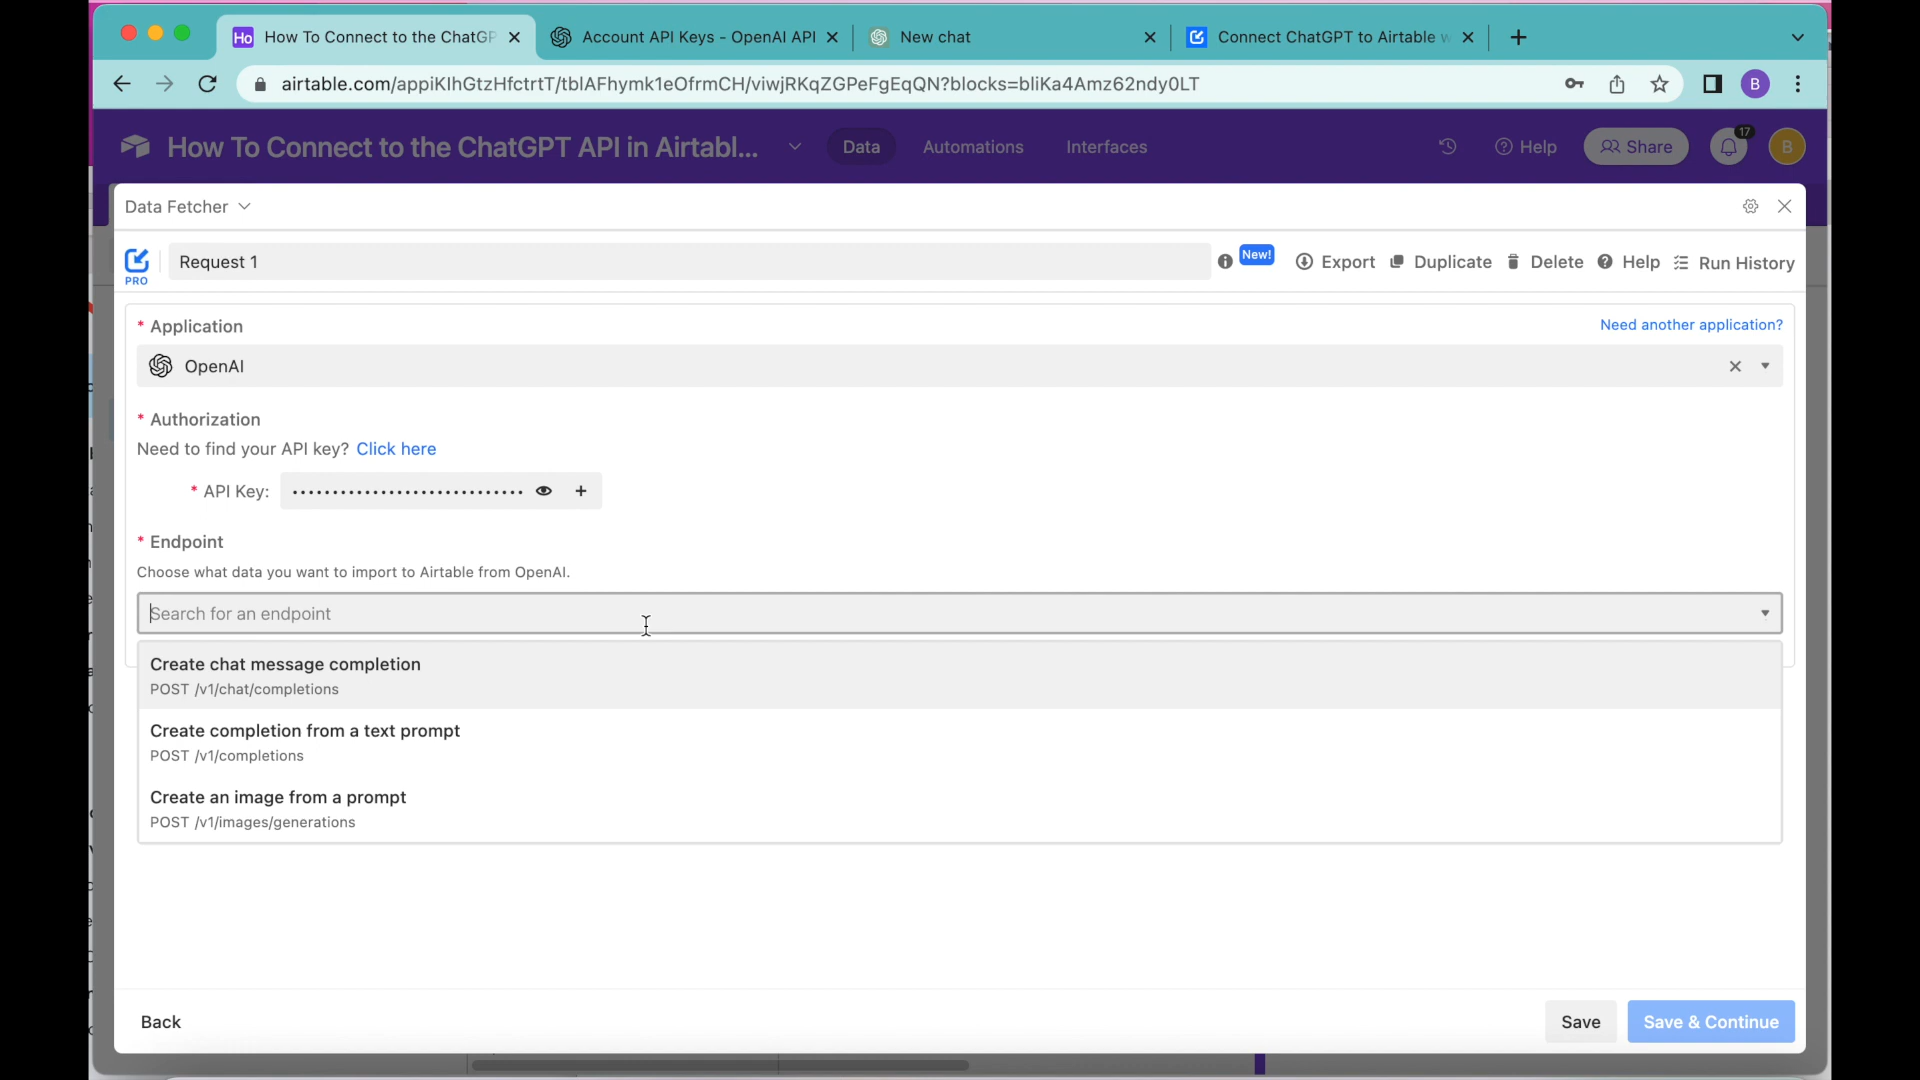 Ho How To Connect to the ChatGP
Account API Keys - OpenAI API
New chat
Connect ChatGPT to Airtable w
airtable.com/appiKIhGtzHfctrtT/tblAFhymk1eOfrmCH/viwjRKqZGPeFgEqQN?blocks=bliKa4Amz62ndy0LT
B
How To Connect to the ChatGPT API in Airtabl...
Data
Automations
Interfaces
Help
Share
17
B
Data Fetcher
PRO
Request 1
New!
Export
Duplicate
Delete
Help
Run History
* Application
Need another application?
OpenAI
* Authorization
Need to find your API key? Click here
* API Key:
* Endpoint
Choose what data you want to import to Airtable from OpenAI.
Search for an endpoint
Create chat message completion
POST /v1/chat/completions
Create completion from a text prompt
POST /v1/completions
Create an image from a prompt
POST /v1/images/generations
Back
Save
Save & Continue